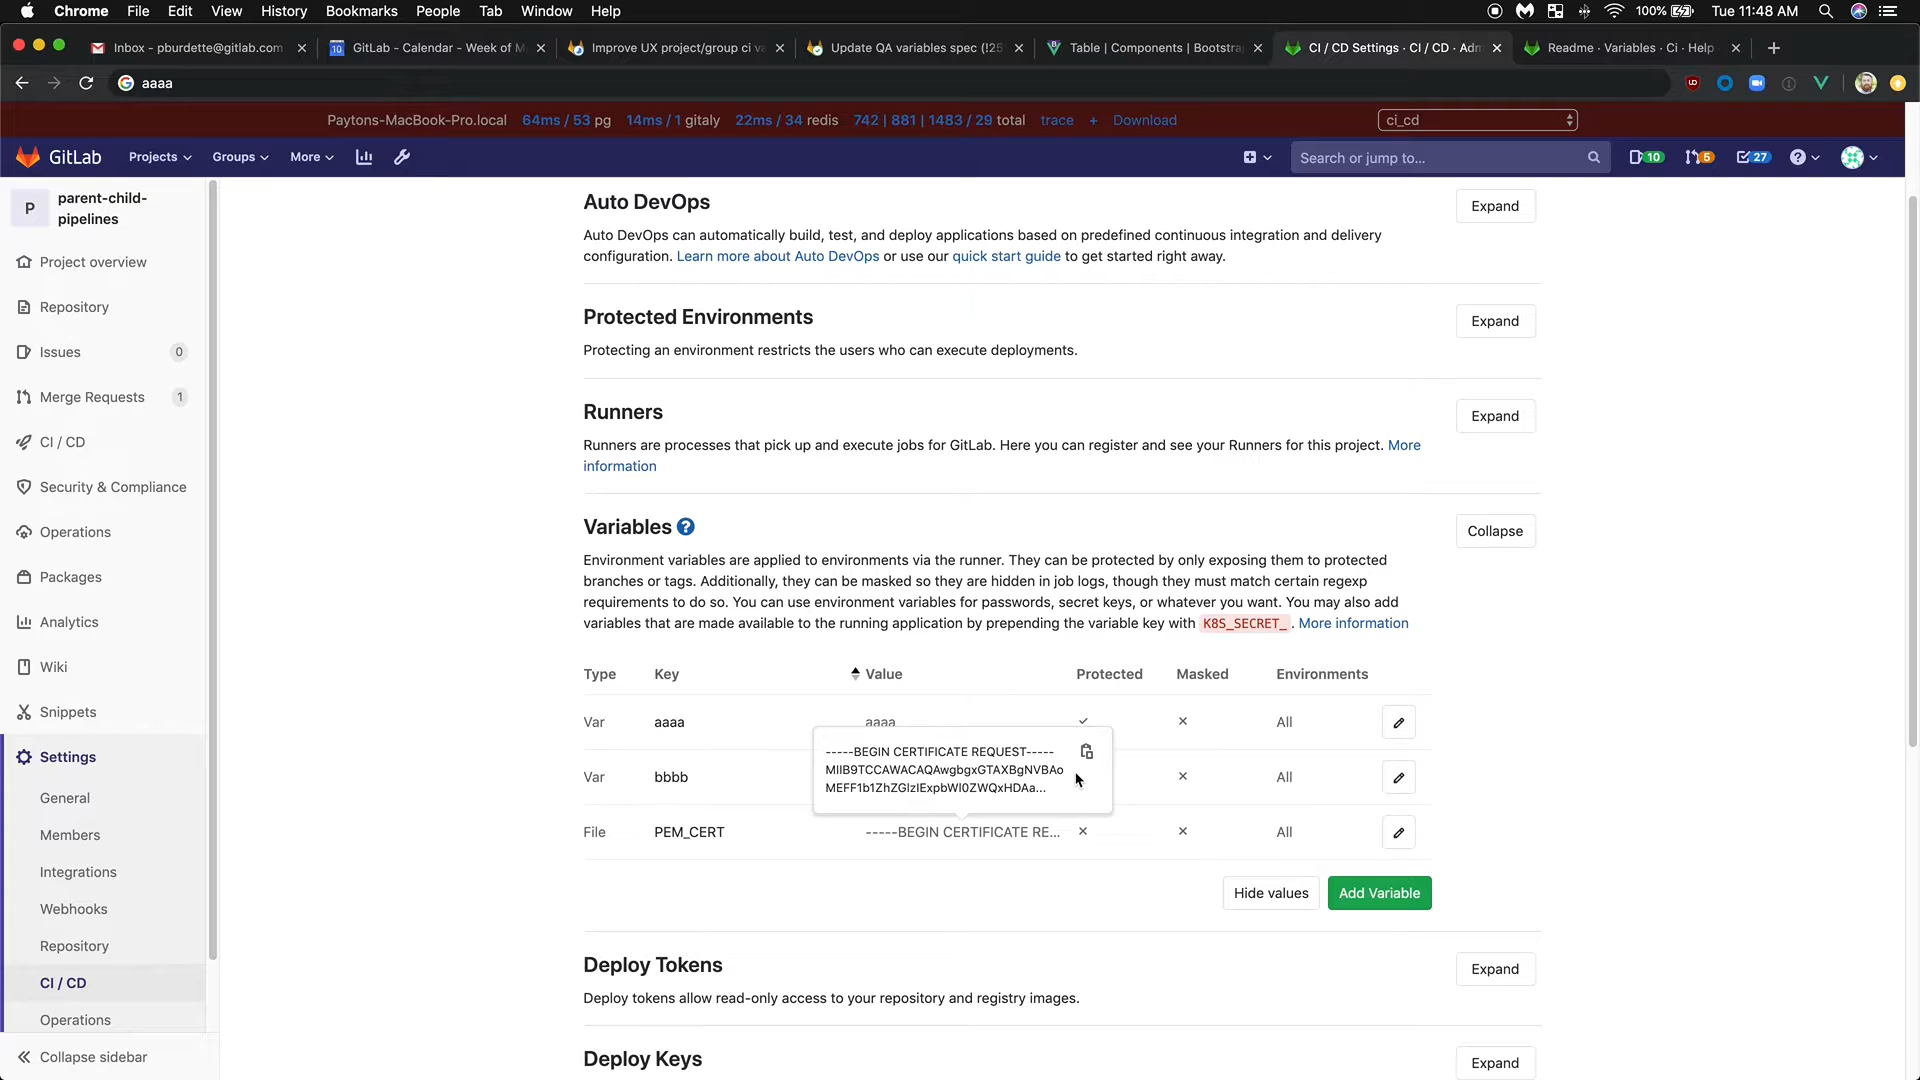 Chrome File Edit View History Bookmarks People Tab Window Help
100% Tue 11:48 AM
Inbox - pburdette@gitlab.com
GitLab - Calendar - Week of M
Improve UX project/group ci va
Update QA variables spec (!25
Table | Components | Bootstra
CI / CD Settings · CI / CD · Adm
Readme · Variables · Ci · Help
aaaa
Paytons-MacBook-Pro.local 64ms / 53 pg 14ms / 1 gitaly 22ms / 34 redis 742 | 881 | 1483 / 29 total trace + Download ci_cd
GitLab Projects Groups More Search or jump to... 10 5 27
P parent-child-
pipelines
Project overview
Repository
Issues 0
Merge Requests 1
CI / CD
Security & Compliance
Operations
Packages
Analytics
Wiki
Snippets
Settings
General
Members
Integrations
Webhooks
Repository
CI / CD
Operations
Collapse sidebar
Auto DevOps Expand
Auto DevOps can automatically build, test, and deploy applications based on predefined continuous integration and delivery
configuration. Learn more about Auto DevOps or use our quick start guide to get started right away.
Protected Environments Expand
Protecting an environment restricts the users who can execute deployments.
Runners Expand
Runners are processes that pick up and execute jobs for GitLab. Here you can register and see your Runners for this project. More
information
Variables Collapse
Environment variables are applied to environments via the runner. They can be protected by only exposing them to protected
branches or tags. Additionally, they can be masked so they are hidden in job logs, though they must match certain regexp
requirements to do so. You can use environment variables for passwords, secret keys, or whatever you want. You may also add
variables that are made available to the running application by prepending the variable key with K8S_SECRET_. More information
Type Key Value Protected Masked Environments
Var aaaa aaaa All
-----BEGIN CERTIFICATE REQUEST-----
MIIB9TCCAWACAQAwgbgxGTAXBgNVBAo
MEFF1b1ZhZGlzIExpbWl0ZWQxHDAa...
Var bbbb All
File PEM_CERT -----BEGIN CERTIFICATE RE... All
Hide values Add Variable
Deploy Tokens Expand
Deploy tokens allow read-only access to your repository and registry images.
Deploy Keys Expand